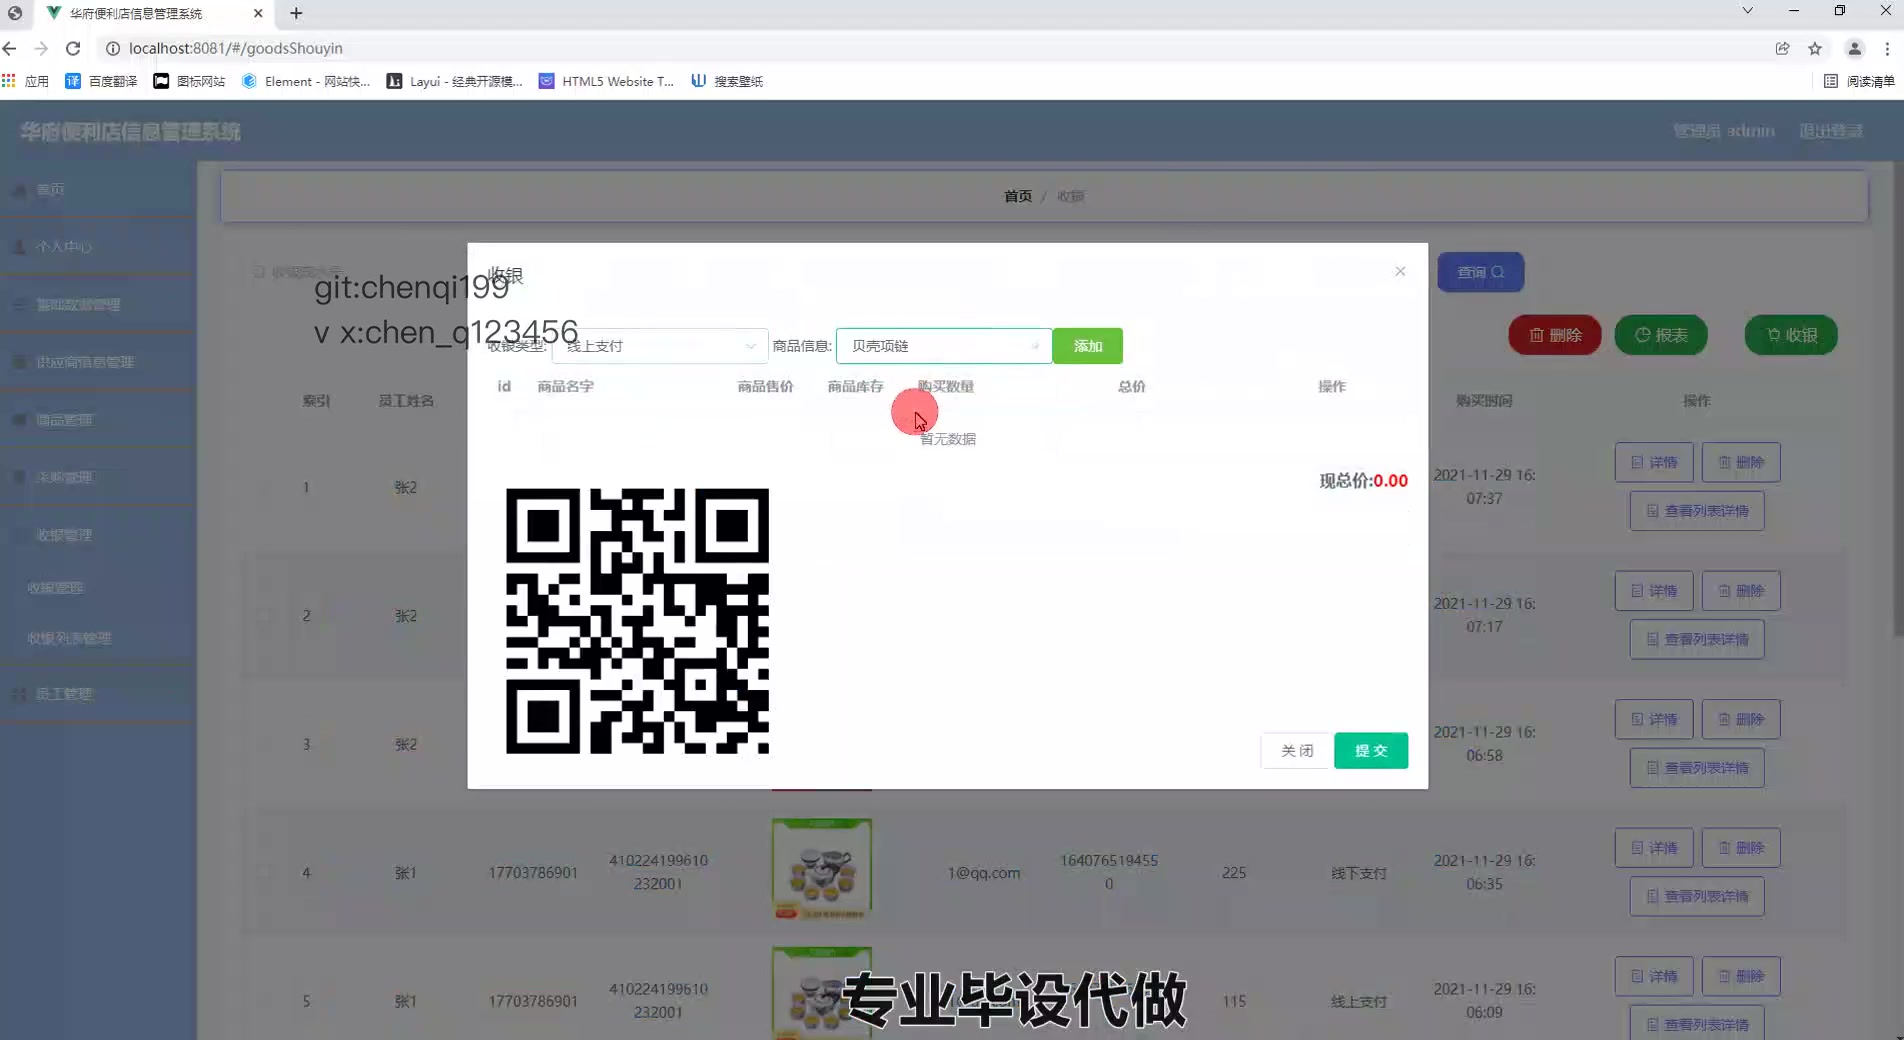 华府便利店信息管理系统
localhost:8081/#/goodsShouyin
应用 百度翻译 图标网站 Element - 网站快... Layui - 经典开源模... HTML5 Website T... 搜索壁纸 阅读清单
华府便利店信息管理系统 管理员 admin 退出登录
首页
个人中心
基础数据管理
供应商信息管理
商品管理
采购管理
收银管理
收银管理
收银列表管理
员工管理
首页 / 收银
查询
删除 报表 收银
收银
git:chenqi199
v x:chen_q123456
收银类型: 线上支付 商品信息: 贝壳项链 添加
id 商品名字 商品售价 商品库存 购买数量 总价 操作
暂无数据
现总价:0.00
关 闭 提 交
索引 员工姓名 购买时间 操作
1 张2 2021-11-29 16:07:37 详情 删除 查看列表详情
2 张2 2021-11-29 16:07:17 详情 删除 查看列表详情
3 张2 2021-11-29 16:06:58 详情 删除 查看列表详情
4 张1 17703786901 410224199610232001 1@qq.com 1640765194550 225 线下支付 2021-11-29 16:06:35 详情 删除 查看列表详情
5 张1 17703786901 410224199610232001 115 线上支付 2021-11-29 16:06:09 详情 删除 查看列表详情
专业毕设代做